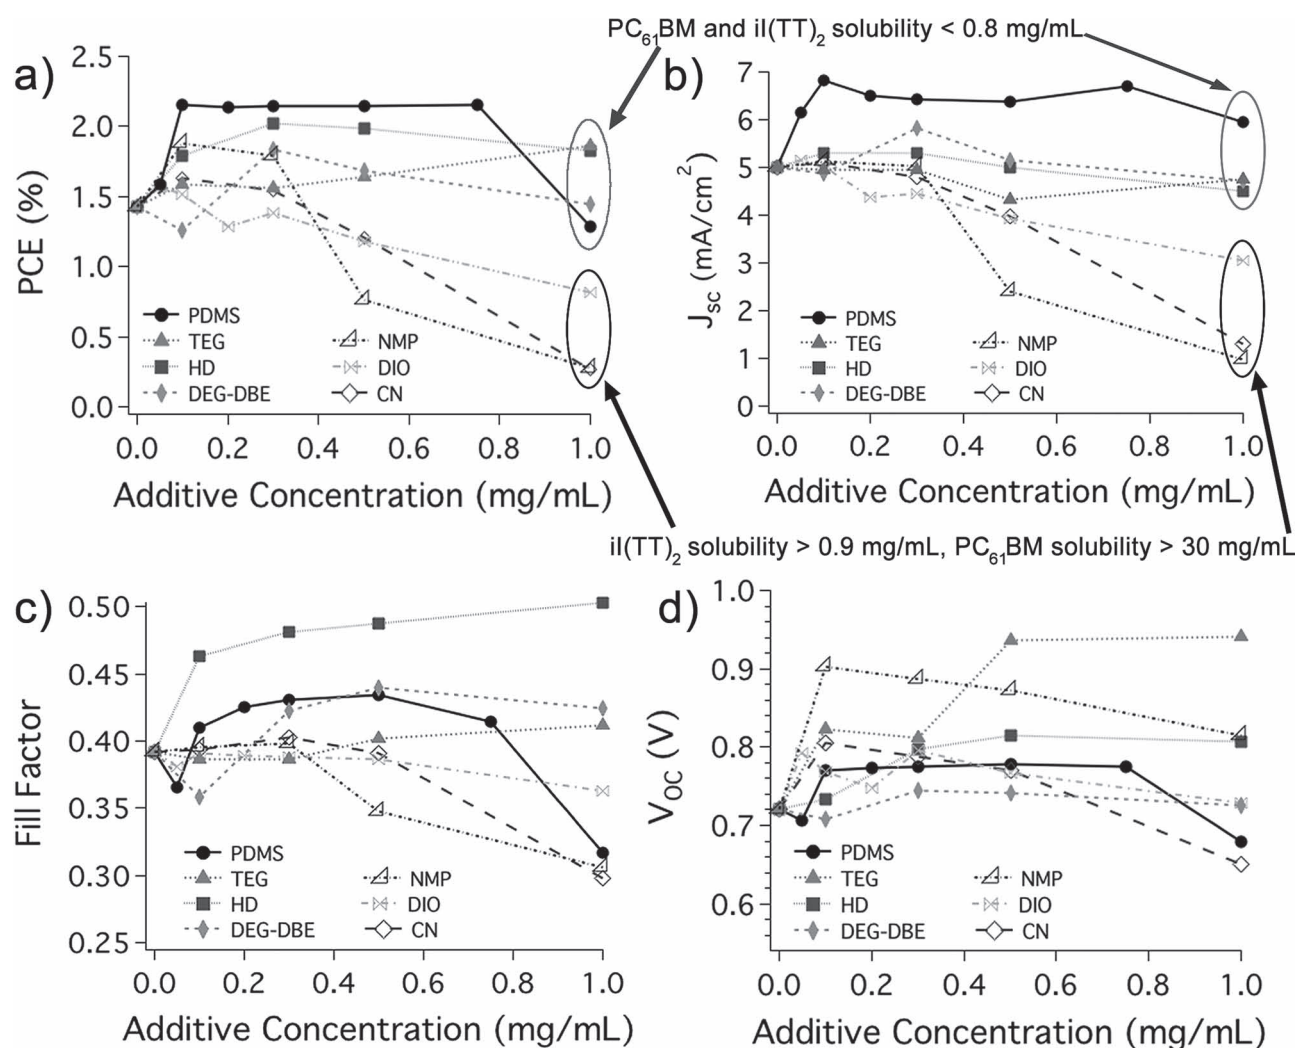 PC61BM and iI(TT)2 solubility < 0.8 mg/mL
a)
2.5
2.0
1.5
1.0
0.5
0.0
PCE (%)
PDMS
TEG
HD
DEG-DBE
NMP
DIO
CN
0.0 0.2 0.4 0.6 0.8 1.0
Additive Concentration (mg/mL)
b)
7
6
5
4
3
2
1
0
Jsc (mA/cm2)
PDMS
TEG
HD
DEG-DBE
NMP
DIO
CN
0.0 0.2 0.4 0.6 0.8 1.0
Additive Concentration (mg/mL)
iI(TT)2 solubility > 0.9 mg/mL, PC61BM solubility > 30 mg/mL
c)
0.50
0.45
0.40
0.35
0.30
0.25
Fill Factor
PDMS
TEG
HD
DEG-DBE
NMP
DIO
CN
0.0 0.2 0.4 0.6 0.8 1.0
Additive Concentration (mg/mL)
d)
1.0
0.9
0.8
0.7
0.6
VOC (V)
PDMS
TEG
HD
DEG-DBE
NMP
DIO
CN
0.0 0.2 0.4 0.6 0.8 1.0
Additive Concentration (mg/mL)